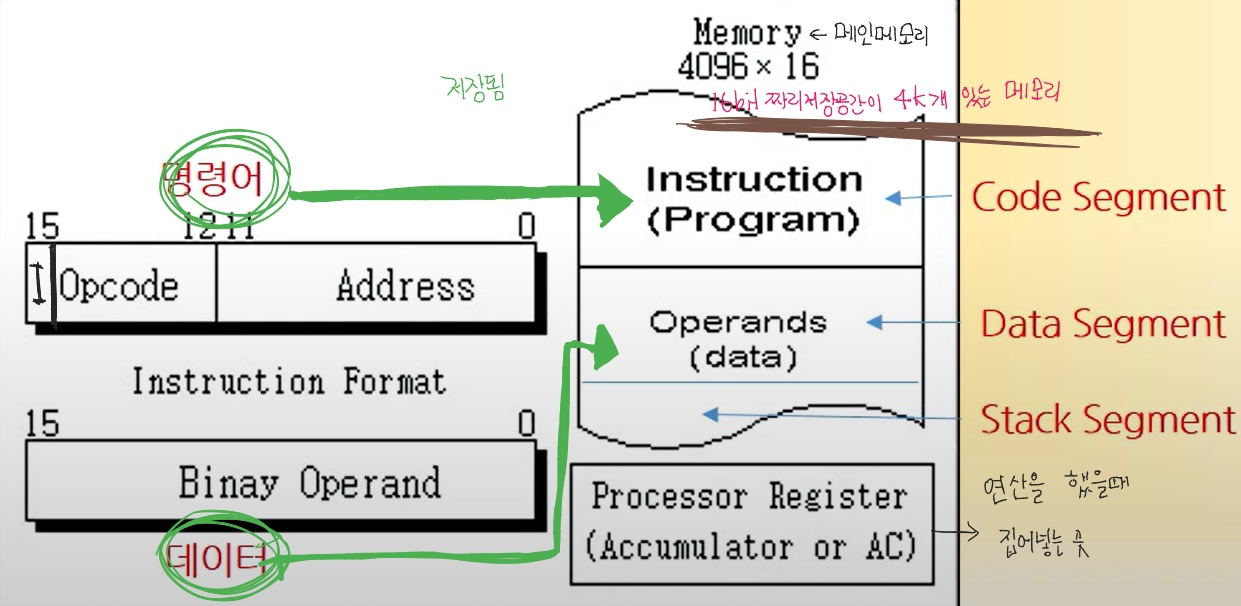 Memory ← 메인메모리
4096 × 16
저장됨
16bit 짜리저장공간이 4k개 있는 메모리
명령어
15 12 11 0
I Opcode Address
Instruction Format
Instruction
(Program)
Code Segment
Operands
(data)
Data Segment
Stack Segment
15 0
Binay Operand
데이터
Processor Register
(Accumulator or AC)
연산을 했을때
집어넣는 곳